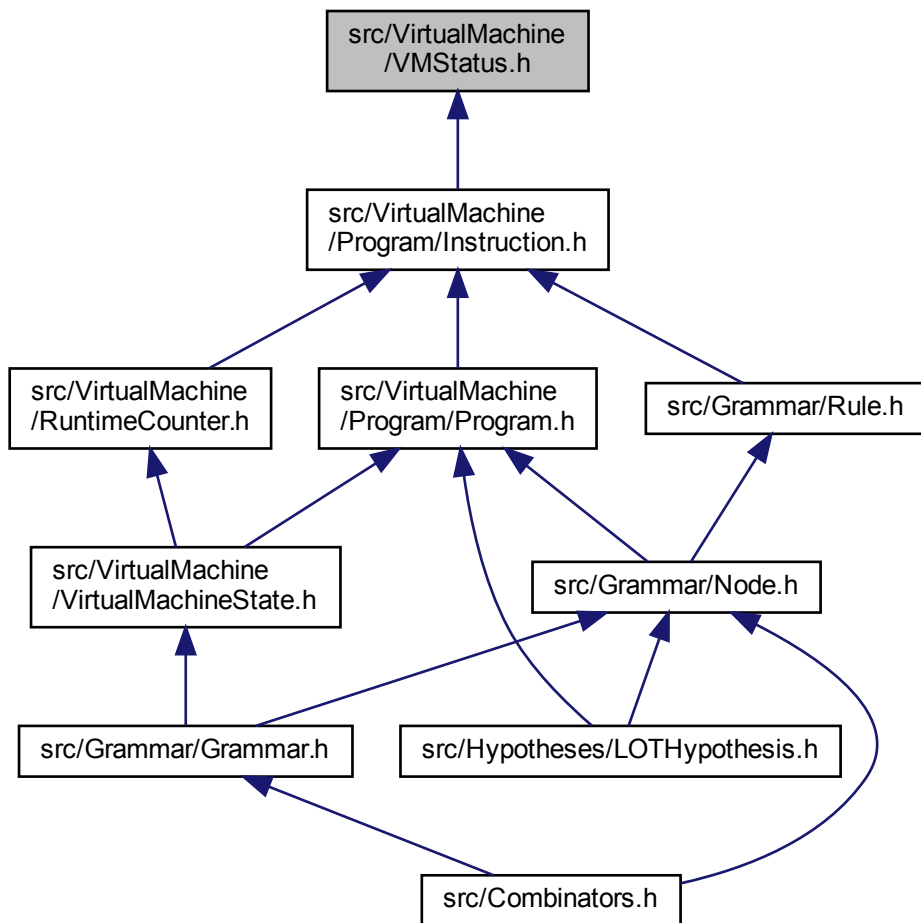 src/VirtualMachine
/VMStatus.h
src/VirtualMachine
/Program/Instruction.h
src/VirtualMachine
/RuntimeCounter.h
src/VirtualMachine
/Program/Program.h
src/Grammar/Rule.h
src/VirtualMachine
/VirtualMachineState.h
src/Grammar/Node.h
src/Grammar/Grammar.h
src/Hypotheses/LOTHypothesis.h
src/Combinators.h